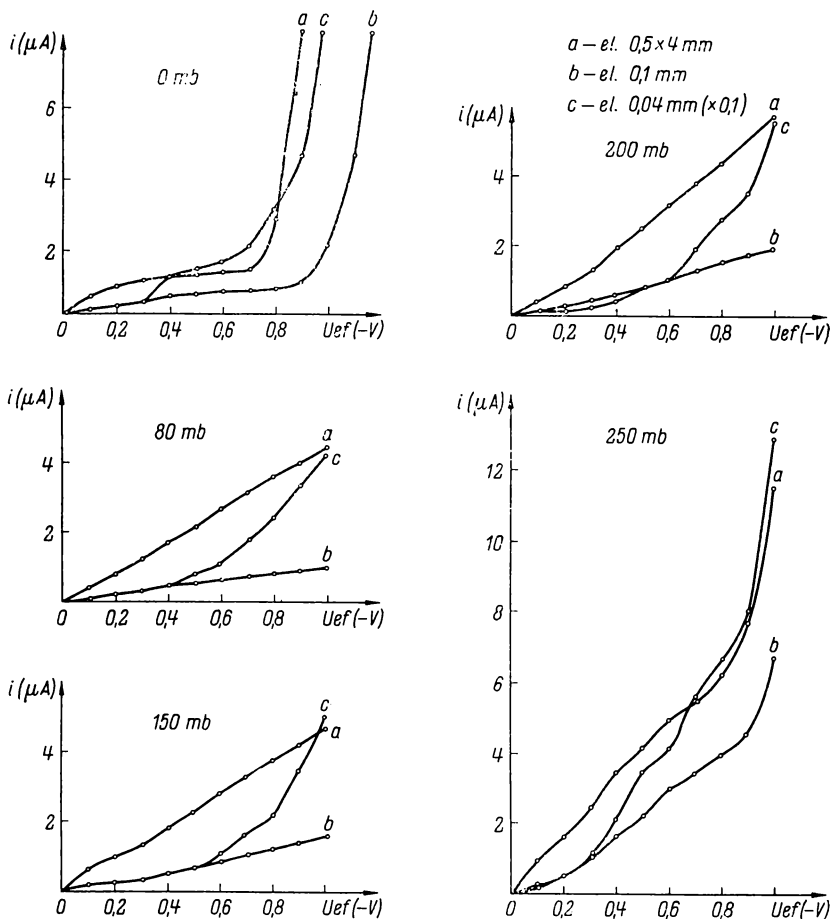 i (μA)
a c b
0 mb
6
4
2
0 0,2 0,4 0,6 0,8 Uef (-V)
a – el. 0,5 × 4 mm
b – el. 0,1 mm
c – el. 0,04 mm (×0,1)
i (μA)
200 mb
a
c
b
4
2
0 0,2 0,4 0,6 0,8 Uef (-V)
i (μA)
80 mb
a
c
b
4
2
0 0,2 0,4 0,6 0,8 Uef (-V)
i (μA)
250 mb
c
a
b
12
10
8
6
4
2
0 0,2 0,4 0,6 0,8 Uef (-V)
i (μA)
150 mb
c
a
b
4
2
0 0,2 0,4 0,6 0,8 Uef (-V)